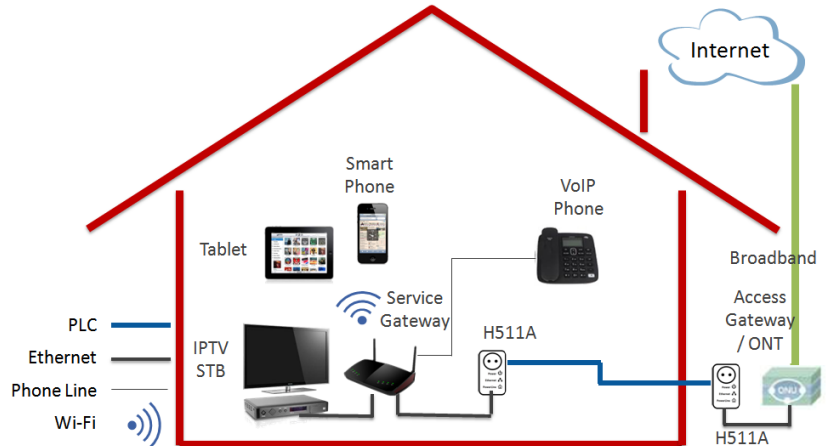 Internet
Smart
Phone
VoIP
Phone
Tablet
Broadband
Service
Gateway
Access
Gateway
/ ONT
H511A
PLC
Ethernet
Phone Line
Wi-Fi
IPTV
STB
ONU
H511A